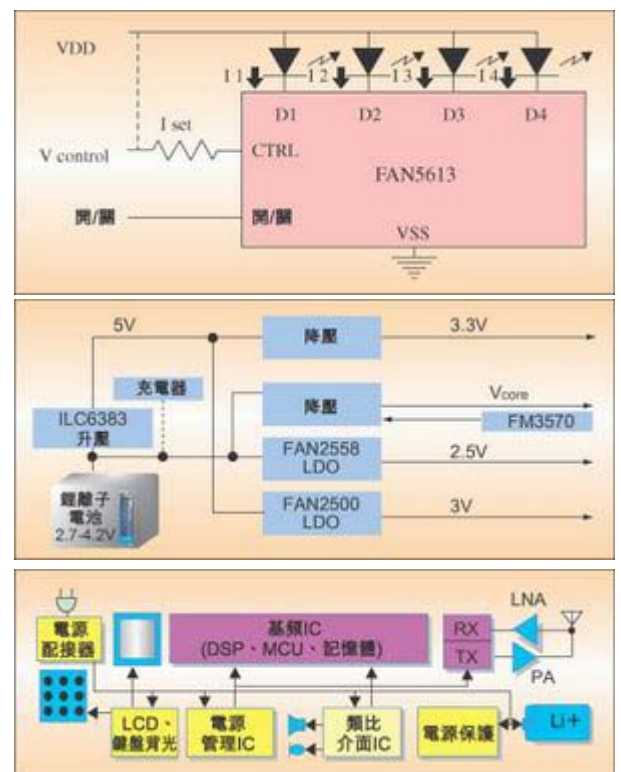 VDD
I 1
I 2
I 3
I 4
D1 D2 D3 D4
I set
V control
CTRL
FAN5613
開/關
開/關
VSS
5V
降壓
3.3V
充電器
ILC6383
升壓
降壓
Vcore
FM3570
FAN2558
LDO
2.5V
鋰離子
電池
2.7-4.2V
FAN2500
LDO
3V
電源
配接器
基頻IC
(DSP、MCU、記憶體)
RX
TX
LNA
PA
LCD、
鍵盤背光
電源
管理IC
類比
介面IC
電源保護
Li+